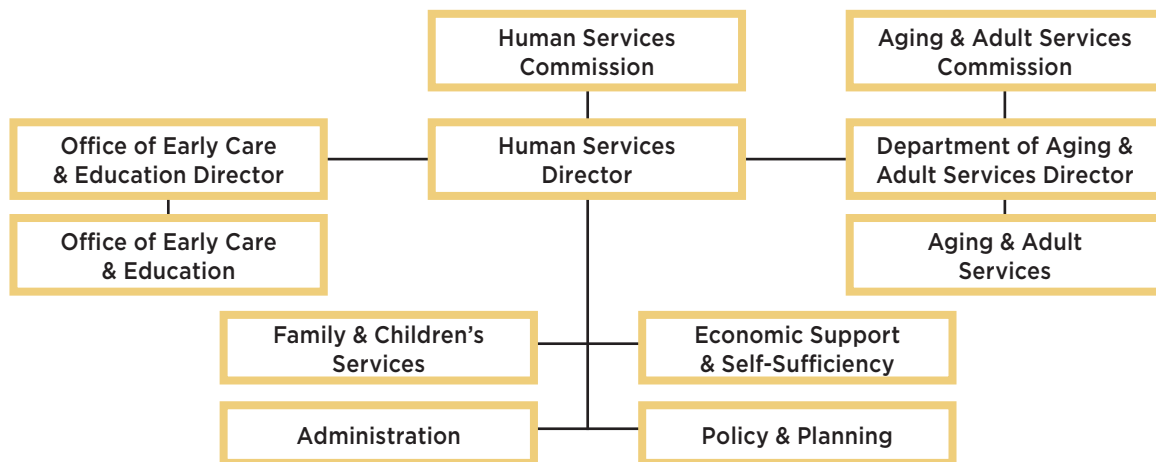 Human Services
Commission
Aging & Adult Services
Commission
Office of Early Care
& Education Director
Human Services
Director
Department of Aging &
Adult Services Director
Office of Early Care
& Education
Aging & Adult
Services
Family & Children’s
Services
Economic Support
& Self-Sufficiency
Administration
Policy & Planning